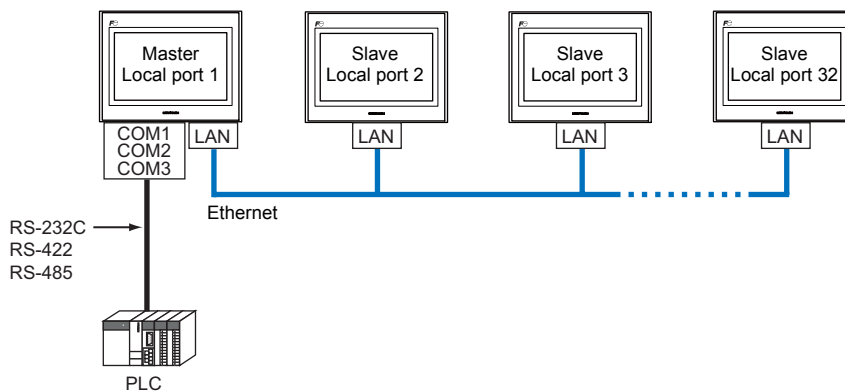 Master
Local port 1
Slave
Local port 2
Slave
Local port 3
Slave
Local port 32
COM1
COM2
COM3
LAN
LAN
LAN
LAN
Ethernet
RS-232C
RS-422
RS-485
PLC